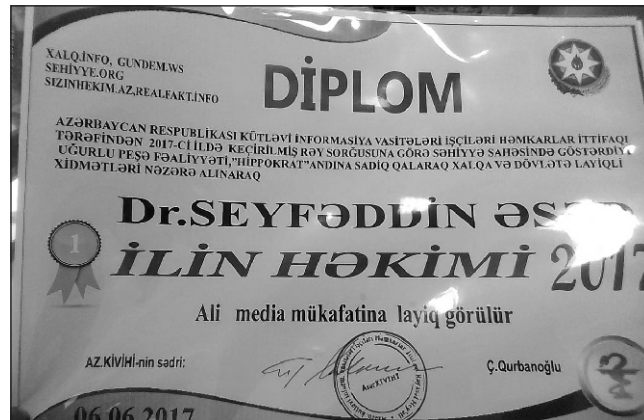 XALQ.İNFO, GUNDEM.WS
SEHIYYE.ORG
SIZINHEKIM.AZ,REALFAKT.İNFO
DİPLOM
AZƏRBAYCAN RESPUBLIKASI KÜTLƏVİ İNFORMASİYA VASİTƏLƏRİ İŞÇİLƏRİ HƏMKARLAR İTTİFAQI
TƏRƏFİNDƏN 2017-Cİ İLDƏ KEÇİRİLMİŞ RƏY SORĞUSUNA GÖRƏ SƏHİYYƏ SAHƏSİNDƏ GÖSTƏRDİYİ
UĞURLU PEŞƏ FƏALİYYƏTİ,"HİPPOKRAT"ANDINA SADİQ QALARAQ XALQA VƏ DÖVLƏTƏ LAYİQLİ
XİDMƏTLƏRİ NƏZƏRƏ ALINARAQ
Dr.SEYFƏDDİN
1
İLİN HƏKİMİ 2017
Ali media mükafatina layiq görülür
AZ.KİVİHİ-nin sədri:
Ç.Qurbanoğlu
06.06.2017